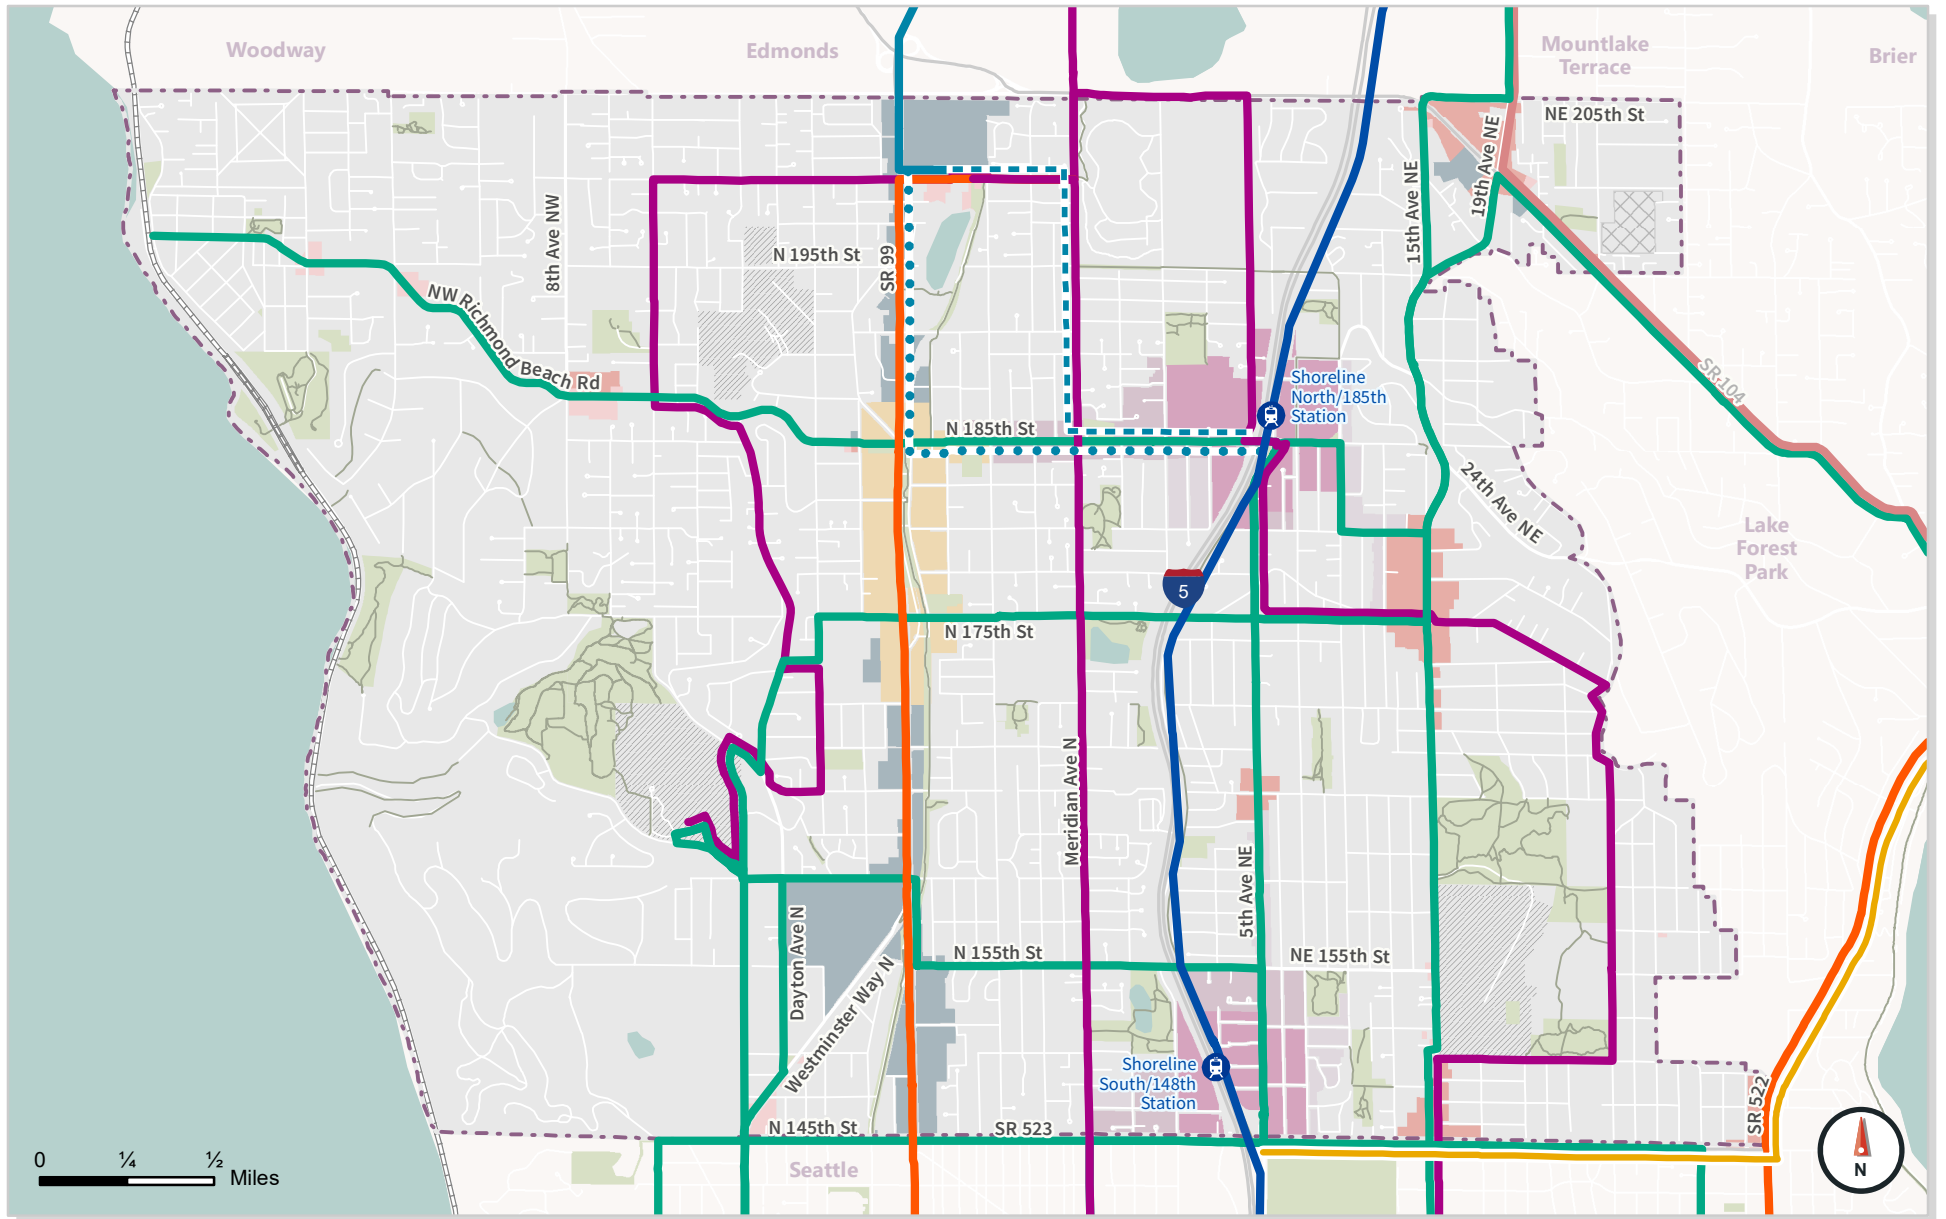 Woodway
Edmonds
Mountlake
Terrace
Brier
NE 205th St
19th Ave NE
15th Ave NE
8th Ave NW
N 195th St
SR 99
NW Richmond Beach Rd
Shoreline
North/185th
Station
SR 104
N 185th St
24th Ave NE
Lake
Forest
Park
5
N 175th St
Meridian Ave N
5th Ave NE
Dayton Ave N
N 155th St
NE 155th St
Westminster Way N
Shoreline
South/148th
Station
SR 522
N 145th St
SR 523
Seattle
0 ¼ ½
Miles
N